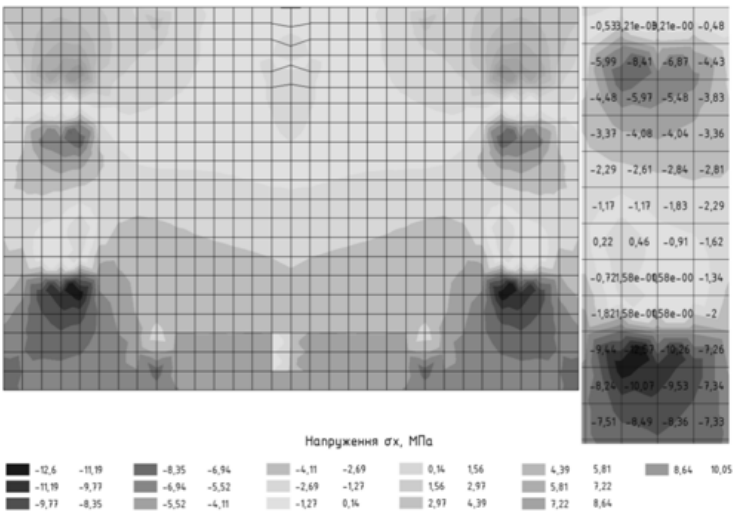 -0,53 -0,48
-5,99 -8,41 -6,87 -4,43
-4,48 -5,97 -5,48 -3,83
-3,37 -4,08 -4,04 -3,36
-2,29 -2,61 -2,84 -2,81
-1,17 -1,17 -1,83 -2,29
0,22 0,46 -0,91 -1,62
-1,34
-2
-9,44 -10,26 -7,26
-8,24 -10,07 -9,53 -7,34
-7,51 -8,49 -8,36 -7,33
Напруження σx, МПа
-12,6 -11,19 -8,35 -6,94 -4,11 -2,69 0,14 1,56 4,39 5,81 8,64 10,05
-11,19 -9,77 -6,94 -5,52 -2,69 -1,27 1,56 2,97 5,81 7,22
-9,77 -8,35 -5,52 -4,11 -1,27 0,14 2,97 4,39 7,22 8,64